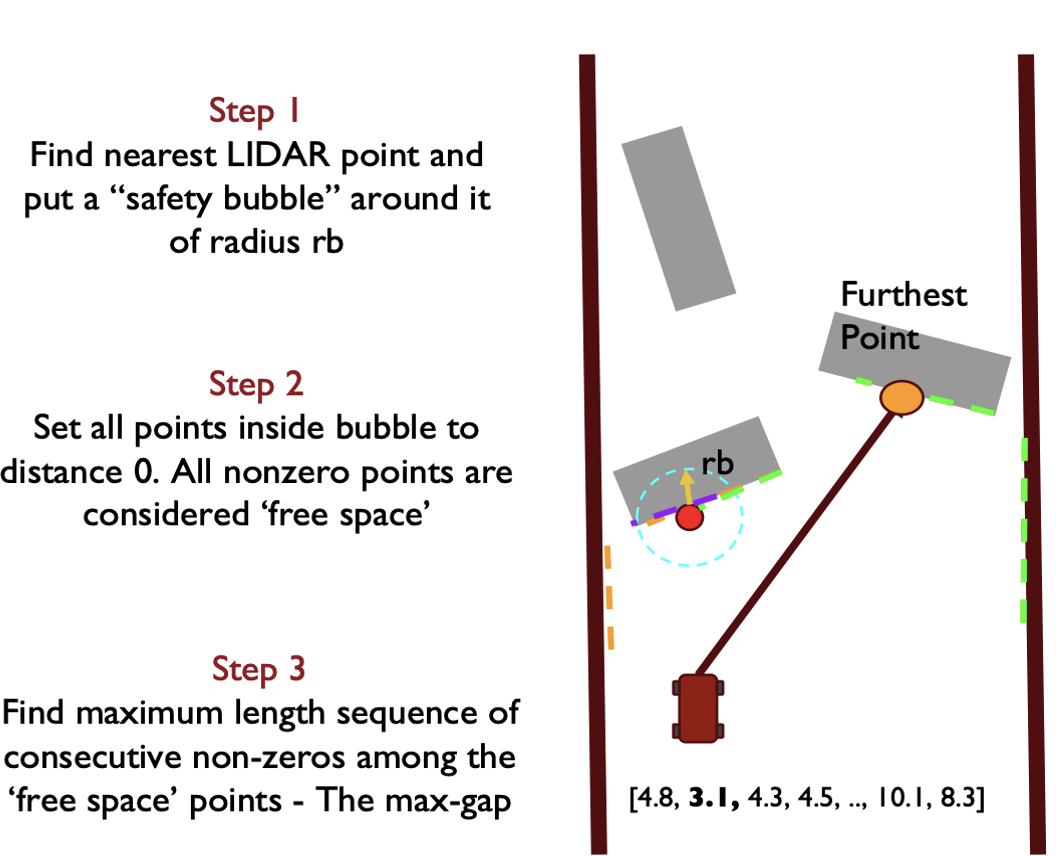 Step 1
Find nearest LIDAR point and
put a “safety bubble” around it
of radius rb
Step 2
Set all points inside bubble to
distance 0. All nonzero points are
considered ‘free space’
Step 3
Find maximum length sequence of
consecutive non-zeros among the
‘free space’ points - The max-gap
Furthest
Point
rb
[4.8, 3.1, 4.3, 4.5, .., 10.1, 8.3]